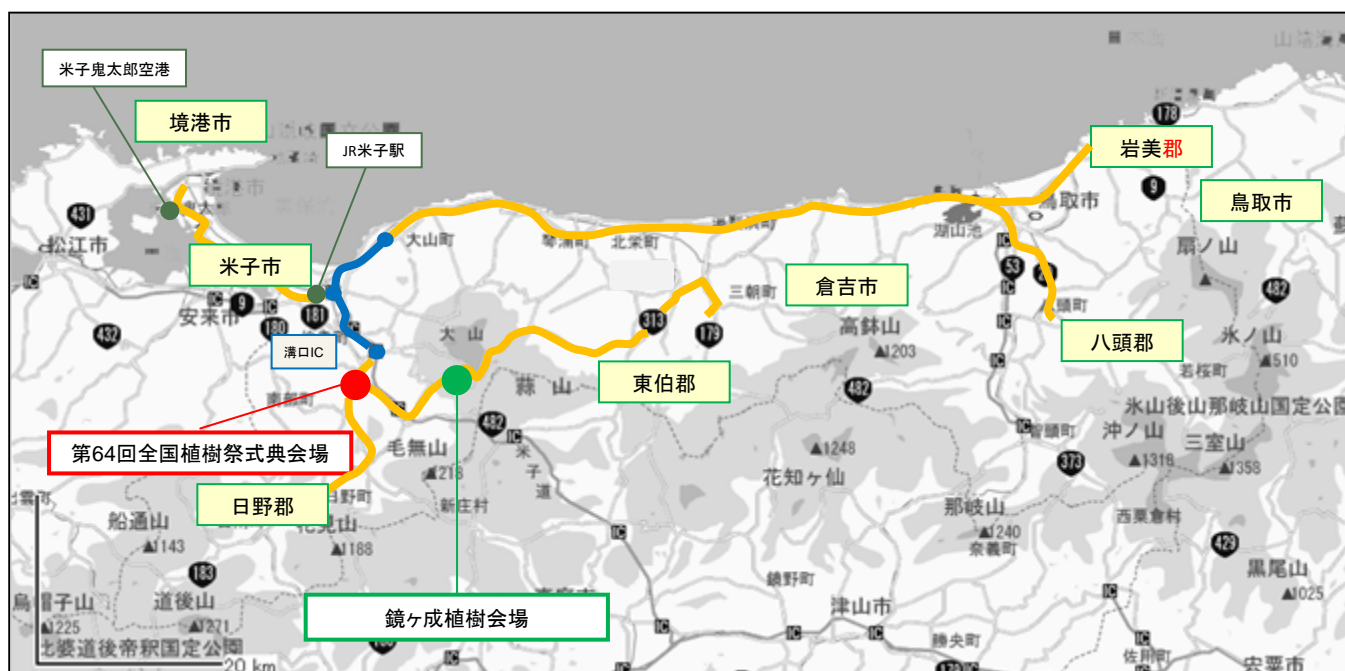 米子鬼太郎空港
境港市
JR米子駅
178
岩美郡
9
鳥取市
鳥取市
431
松江市
大山町
琴浦町
北栄町
湖山池
扇ノ山
米子市
53
482
IC
9
安来市
181
180
432
溝口IC
大山
三朝町
倉吉市
高鉢山
▲1203
313
179
八頭郡
氷ノ山
▲1510
若桜町
蒜山
東伯郡
482
南部町
482
IC
氷山後山那岐山国定公園
毛無山
▲1218
米子道
第64回全国植樹祭式典会場
▲1248
花知ヶ仙
智頭町
沖ノ山
▲1318
三室山
▲1358
373
日野郡
日野町
新庄村
船通山
▲1143
花見山
▲1188
那岐山
▲1240
奈義町
西粟倉村
429
183
黒尾山
▲1025
烏帽子山
▲1225
道後山
▲1271
鏡ヶ成植樹会場
鏡野町
津山市
勝央町
佐用町
宍粟市
比婆道後帝釈国定公園
20 km